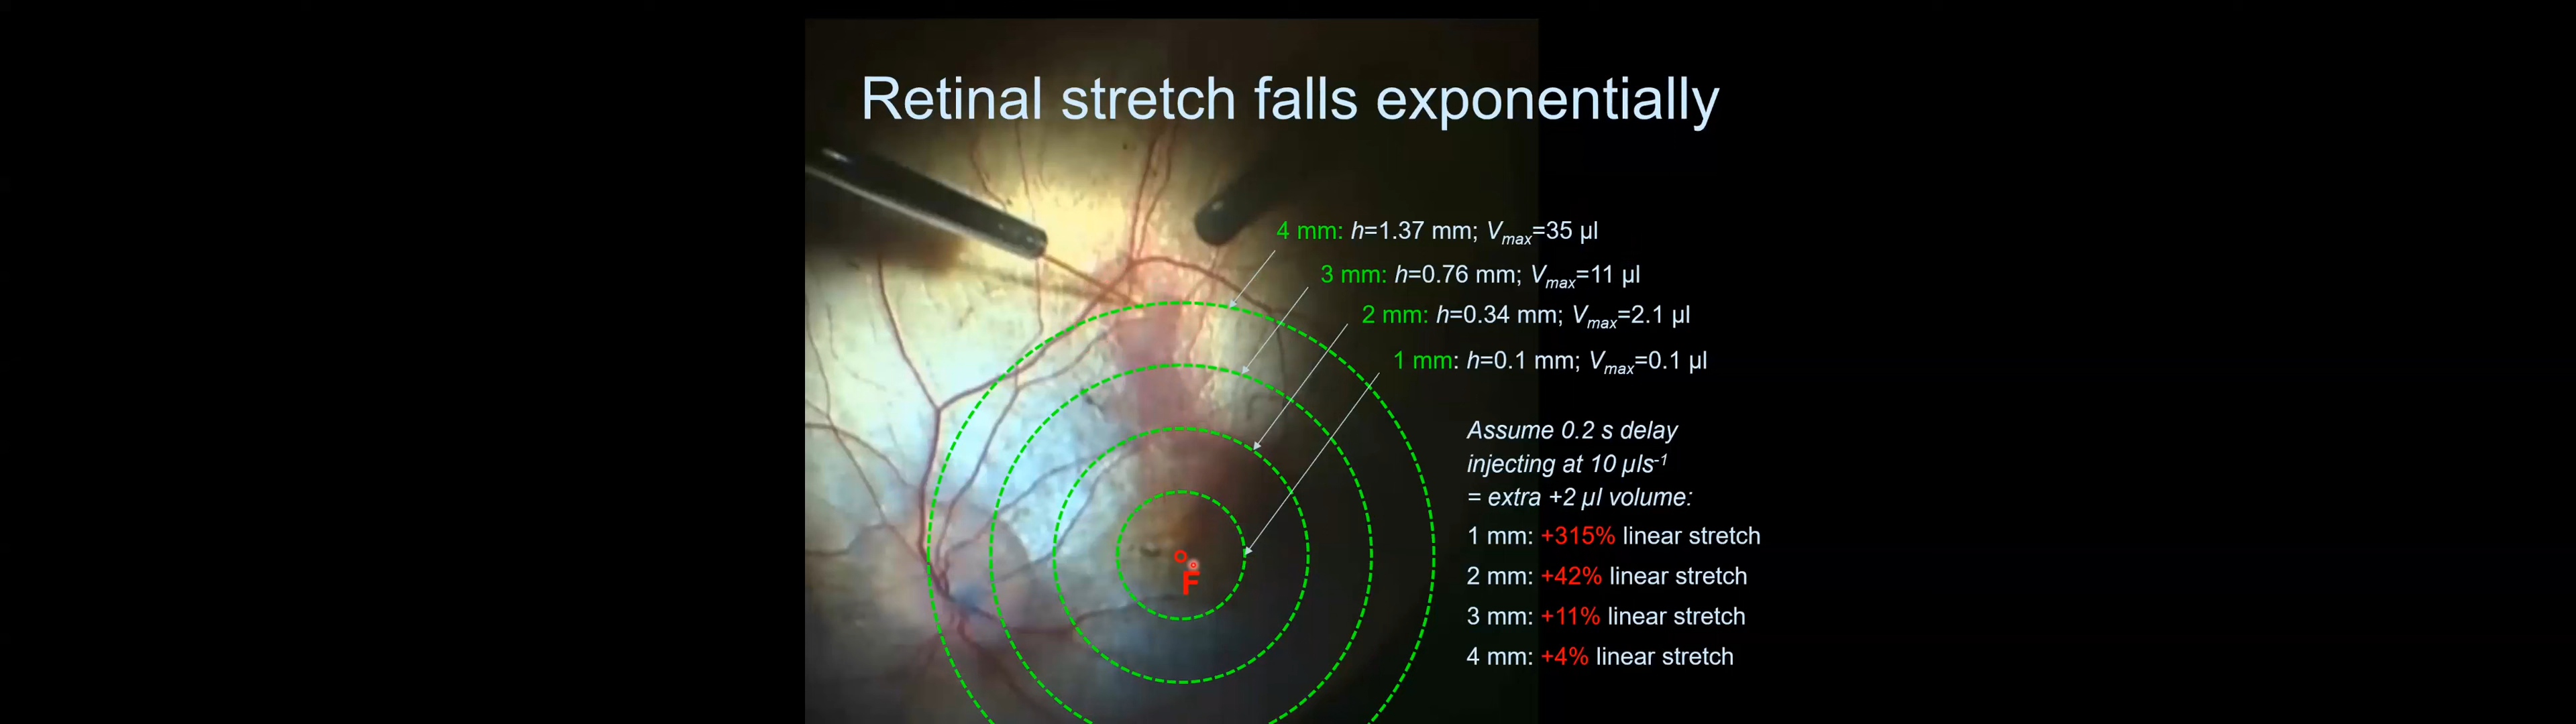 Retinal stretch falls exponentially
4 mm: h=1.37 mm; Vmax=35 µl
3 mm: h=0.76 mm; Vmax=11 µl
2 mm: h=0.34 mm; Vmax=2.1 µl
1 mm: h=0.1 mm; Vmax=0.1 µl
Assume 0.2 s delay
injecting at 10 µls-1
= extra +2 µl volume:
1 mm: +315% linear stretch
2 mm: +42% linear stretch
3 mm: +11% linear stretch
4 mm: +4% linear stretch
F